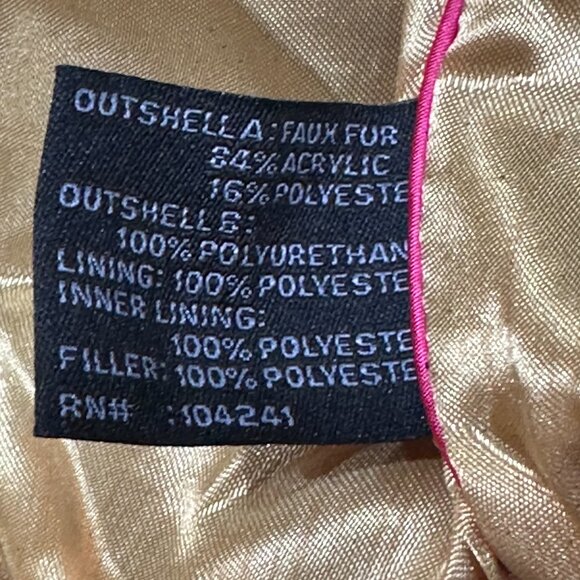 OUTSHELL A: FAUX FUR
84% ACRYLIC
16% POLYESTE
OUTSHELL B:
100% POLYURETHAN
LINING: 100% POLYESTE
INNER LINING:
100% POLYESTE
FILLER: 100% POLYESTE
RN# :104241